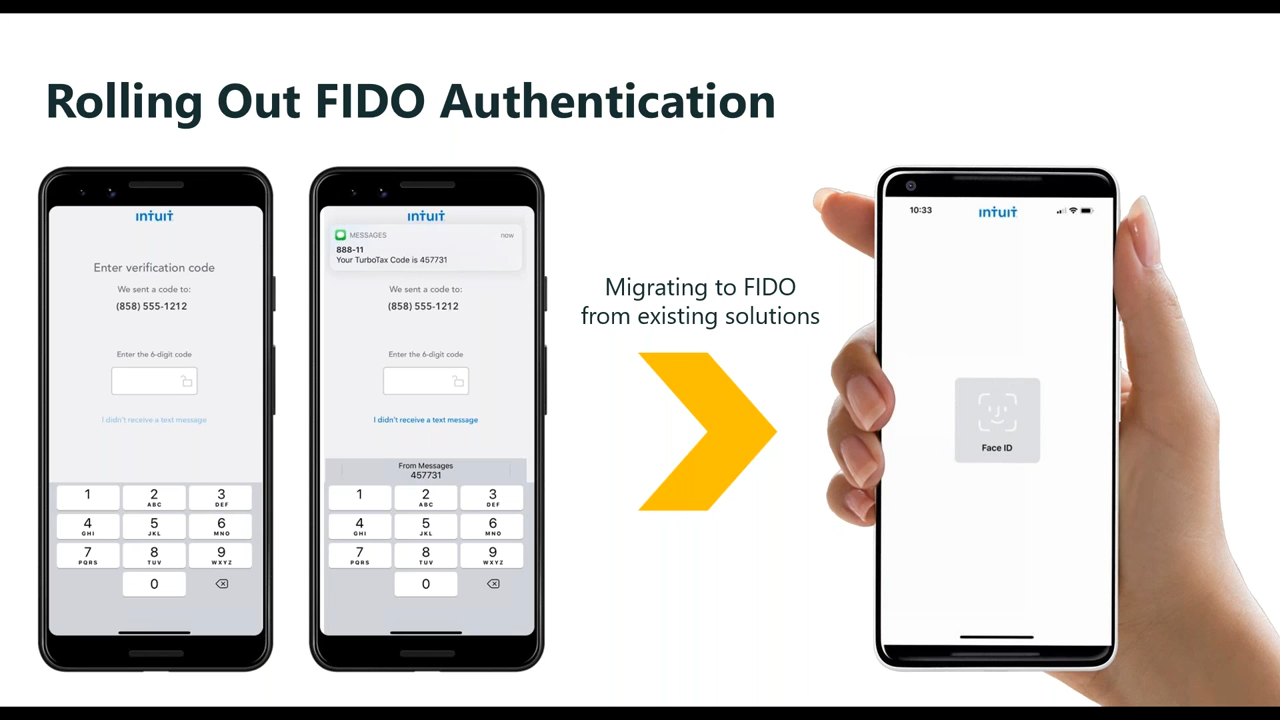 Rolling Out FIDO Authentication
INTUIT
Enter verification code
We sent a code to:
(858) 555-1212
Enter the 6-digit code
I didn't receive a text message
1
2
ABC
3
DEF
4
GHI
5
JKL
6
MNO
7
PQRS
8
TUV
9
WXYZ
0
INTUIT
MESSAGES now
888-11
Your TurboTax Code is 457731
We sent a code to:
(858) 555-1212
Enter the 6-digit code
I didn't receive a text message
From Messages
457731
1
2
ABC
3
DEF
4
GHI
5
JKL
6
MNO
7
PQRS
8
TUV
9
WXYZ
0
Migrating to FIDO
from existing solutions
10:33
INTUIT
Face ID